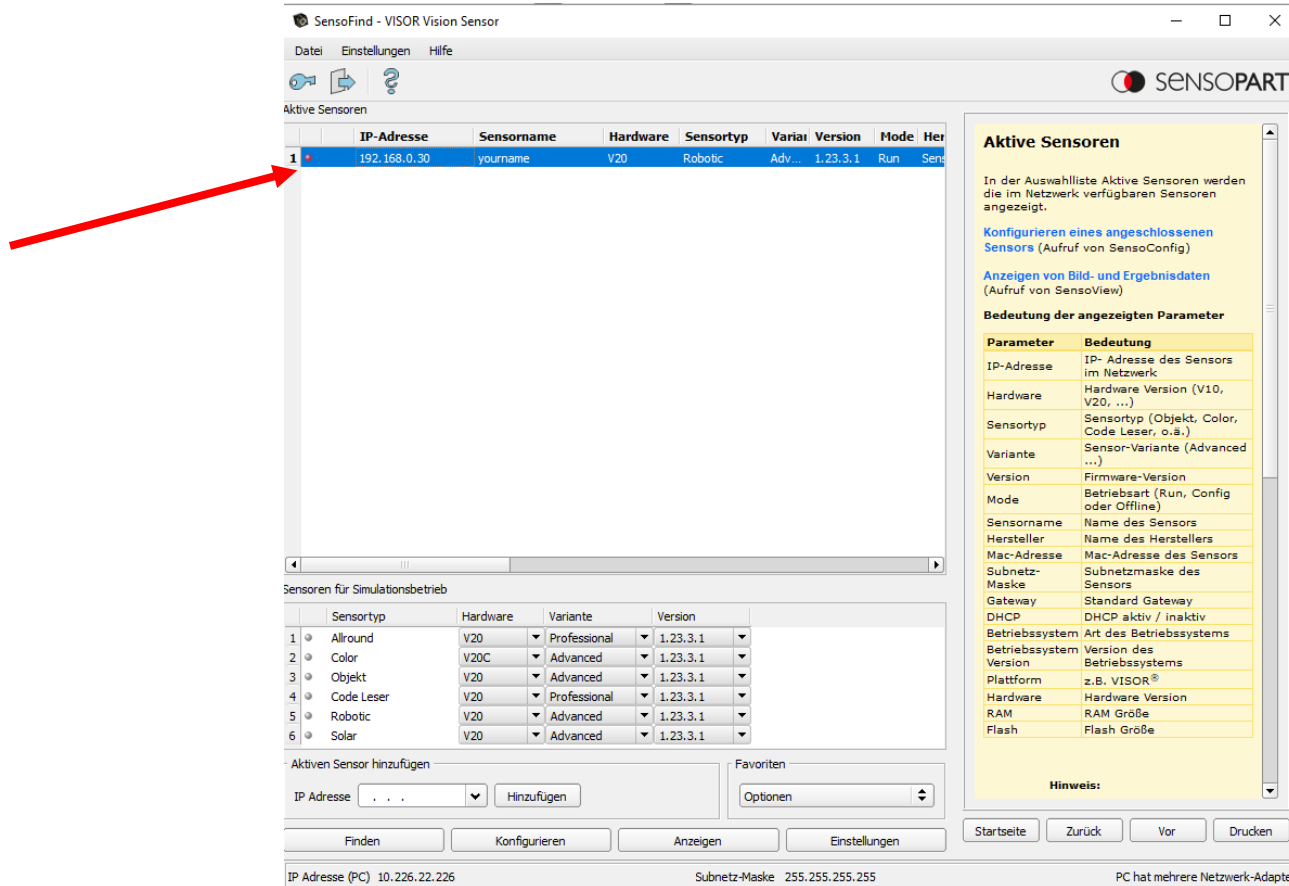 SensoFind - VISOR Vision Sensor
Datei Einstellungen Hilfe
SENSOPART
Aktive Sensoren
IP-Adresse Sensorname Hardware Sensortyp Varia Version Mode Her
1 192.168.0.30 yourname V20 Robotic Adv... 1.23.3.1 Run Sens
Sensoren für Simulationsbetrieb
Sensortyp Hardware Variante Version
1 Allround V20 Professional 1.23.3.1
2 Color V20C Advanced 1.23.3.1
3 Objekt V20 Advanced 1.23.3.1
4 Code Leser V20 Professional 1.23.3.1
5 Robotic V20 Advanced 1.23.3.1
6 Solar V20 Advanced 1.23.3.1
Aktiven Sensor hinzufügen
IP Adresse . . . Hinzufügen
Favoriten
Optionen
Finden Konfigurieren Anzeigen Einstellungen
Aktive Sensoren
In der Auswahlliste Aktive Sensoren werden
die im Netzwerk verfügbaren Sensoren
angezeigt.
Konfigurieren eines angeschlossenen
Sensors (Aufruf von SensoConfig)
Anzeigen von Bild- und Ergebnisdaten
(Aufruf von SensoView)
Bedeutung der angezeigten Parameter
Parameter Bedeutung
IP-Adresse IP- Adresse des Sensors
im Netzwerk
Hardware Hardware Version (V10,
V20, ...)
Sensortyp Sensortyp (Objekt, Color,
Code Leser, o.ä.)
Variante Sensor-Variante (Advanced
...)
Version Firmware-Version
Mode Betriebsart (Run, Config
oder Offline)
Sensorname Name des Sensors
Hersteller Name des Herstellers
Mac-Adresse Mac-Adresse des Sensors
Subnetz- Subnetzmaske des
Maske Sensors
Gateway Standard Gateway
DHCP DHCP aktiv / inaktiv
Betriebssystem Art des Betriebssystems
Betriebssystem Version des
Version Betriebssystems
Plattform z.B. VISOR®
Hardware Hardware Version
RAM RAM Größe
Flash Flash Größe
Hinweis:
Startseite Zurück Vor Drucken
IP Adresse (PC) 10.226.22.226 Subnetz-Maske 255.255.255.255 PC hat mehrere Netzwerk-Adapte